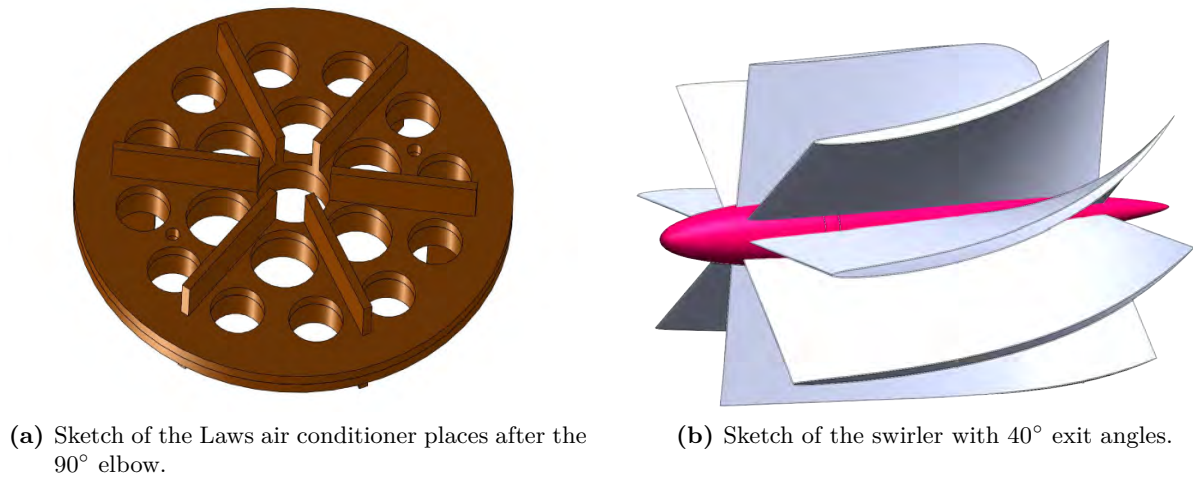 (a) Sketch of the Laws air conditioner places after the
90° elbow.
(b) Sketch of the swirler with 40° exit angles.